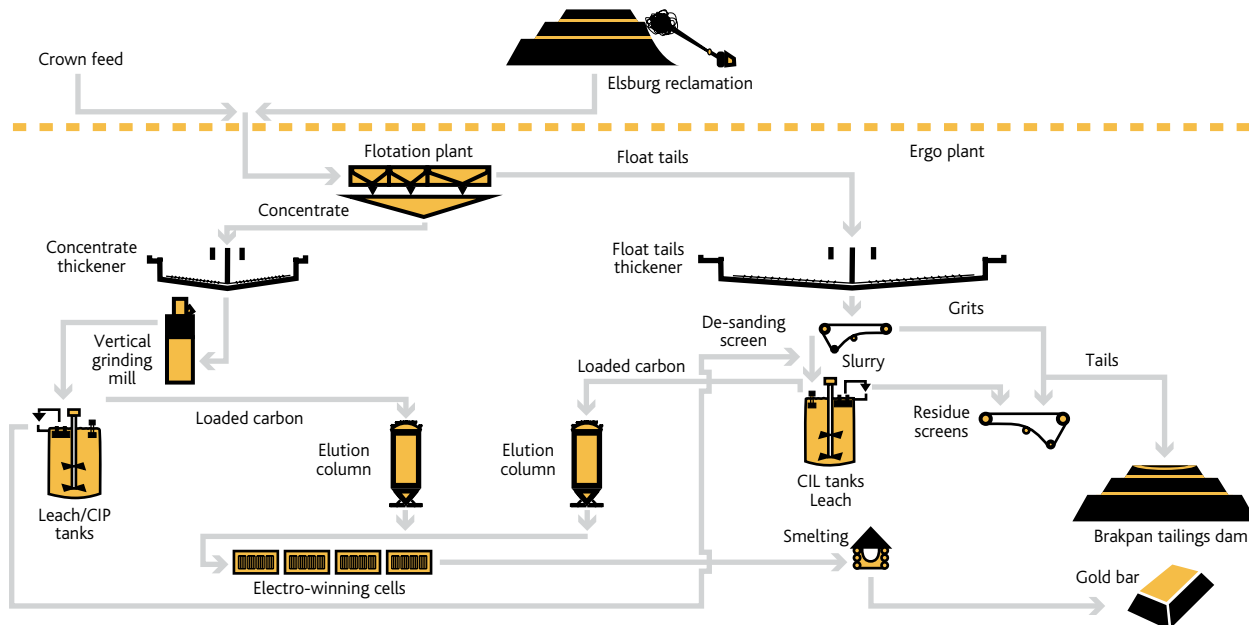 Crown feed
Elsburg reclamation
Flotation plant
Float tails
Ergo plant
Concentrate
Concentrate
thickener
Float tails
thickener
Grits
De-sanding
screen
Vertical
grinding
mill
Slurry
Tails
Loaded carbon
Loaded carbon
Residue
screens
Elution
column
Elution
column
CIL tanks
Leach
Leach/CIP
tanks
Smelting
Brakpan tailings dam
Electro-winning cells
Gold bar